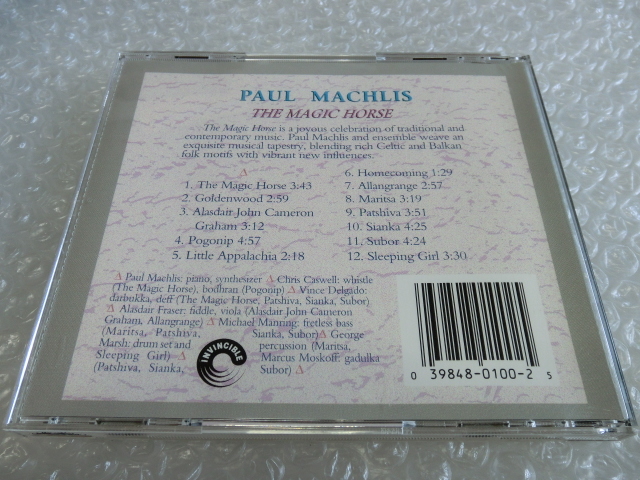 PAUL MACHLIS
THE MAGIC HORSE
The Magic Horse is a joyous celebration of traditional and
contemporary music. Paul Machlis and ensemble weave an
exquisite musical tapestry, blending rich Celtic and Balkan
folk motifs with vibrant new influences.
1. The Magic Horse 3:43
2. Goldenwood 2:59
3. Alasdair John Cameron
Graham 3:12
4. Pogonip 4:57
5. Little Appalachia 2:18
6. Homecoming 1:29
7. Allangrange 2:57
8. Maritsa 3:19
9. Patshiva 3:51
10. Sianka 4:25
11. Subor 4:24
12. Sleeping Girl 3:30
Δ Paul Machlis: piano, synthesizer Δ Chris Caswell: whistle
(The Magic Horse), bodhran (Pogonip) Δ Vince Delgado:
darbukka, deff (The Magic Horse, Patshiva, Sianka, Subor)
Δ Alasdair Fraser: fiddle, viola (Alasdair John Cameron
Graham, Allangrange) Δ Michael Manring: fretless bass
(Maritsa, Patshiva, Sianka, Subor) Δ George
Marsh: drum set and percussion (Maritsa,
Sleeping Girl) Δ Marcus Moskoff: gadulka
(Patshiva, Sianka, Subor) Δ
INVINCIBLE
0 39848-0100-2 5